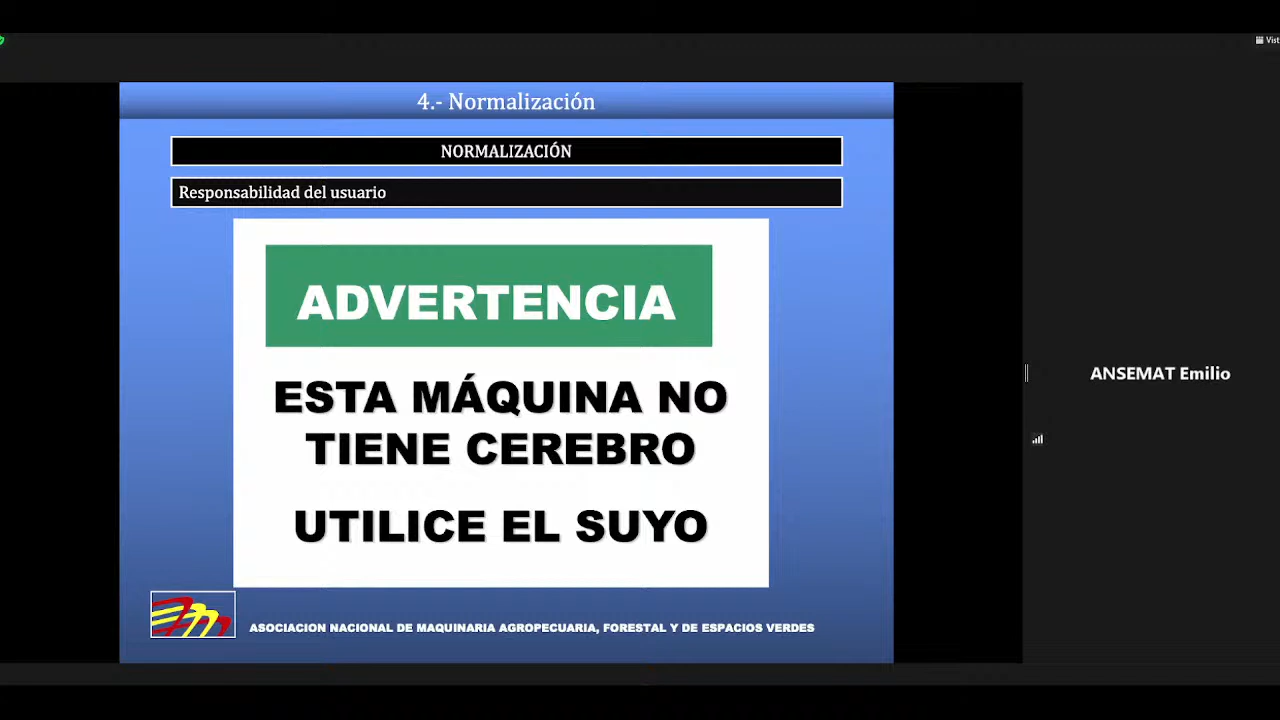 Vist
4.- Normalización
NORMALIZACIÓN
Responsabilidad del usuario
ADVERTENCIA
ESTA MÁQUINA NO
TIENE CEREBRO
UTILICE EL SUYO
ANSEMAT Emilio
ASOCIACION NACIONAL DE MAQUINARIA AGROPECUARIA, FORESTAL Y DE ESPACIOS VERDES